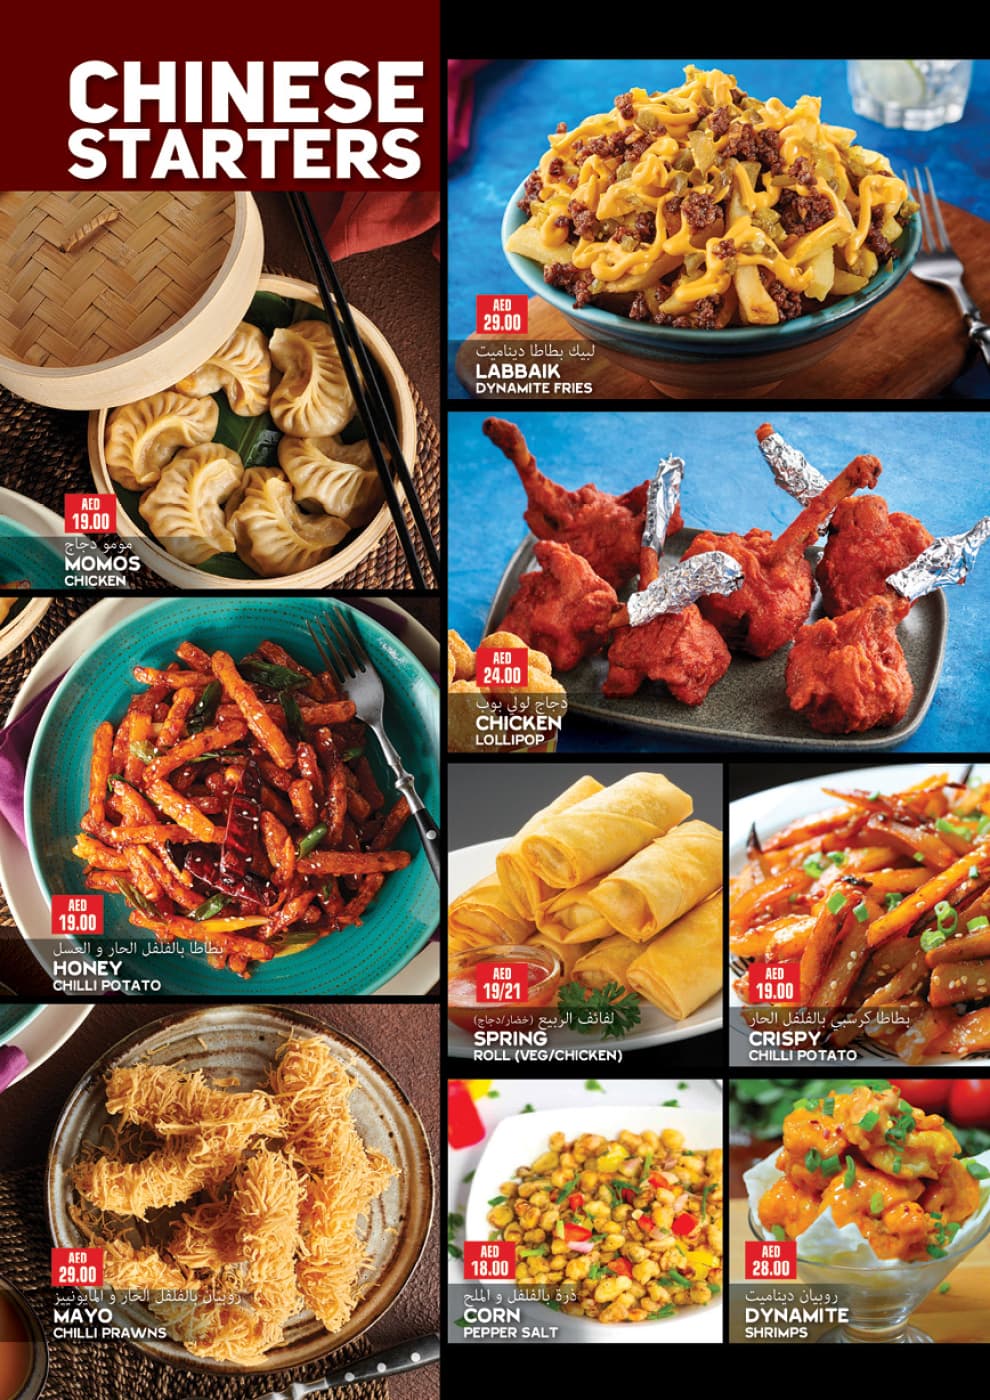 CHINESE
STARTERS
AED
29.00
لبيك بطاطا ديناميت
LABBAIK
DYNAMITE FRIES
AED
19.00
مومو دجاج
MOMOS
CHICKEN
AED
24.00
دجاج لولي بوب
CHICKEN
LOLLIPOP
AED
19.00
بطاطا بالفلفل الحار و العسل
HONEY
CHILLI POTATO
AED
19/21
لفائف الربيع (خضار/دجاج)
SPRING
ROLL (VEG/CHICKEN)
AED
19.00
بطاطا كرسبي بالفلفل الحار
CRISPY
CHILLI POTATO
AED
29.00
روبيان بالفلفل الحار و المايونييز
MAYO
CHILLI PRAWNS
AED
18.00
ذرة بالفلفل و الملح
CORN
PEPPER SALT
AED
28.00
روبيان ديناميت
DYNAMITE
SHRIMPS